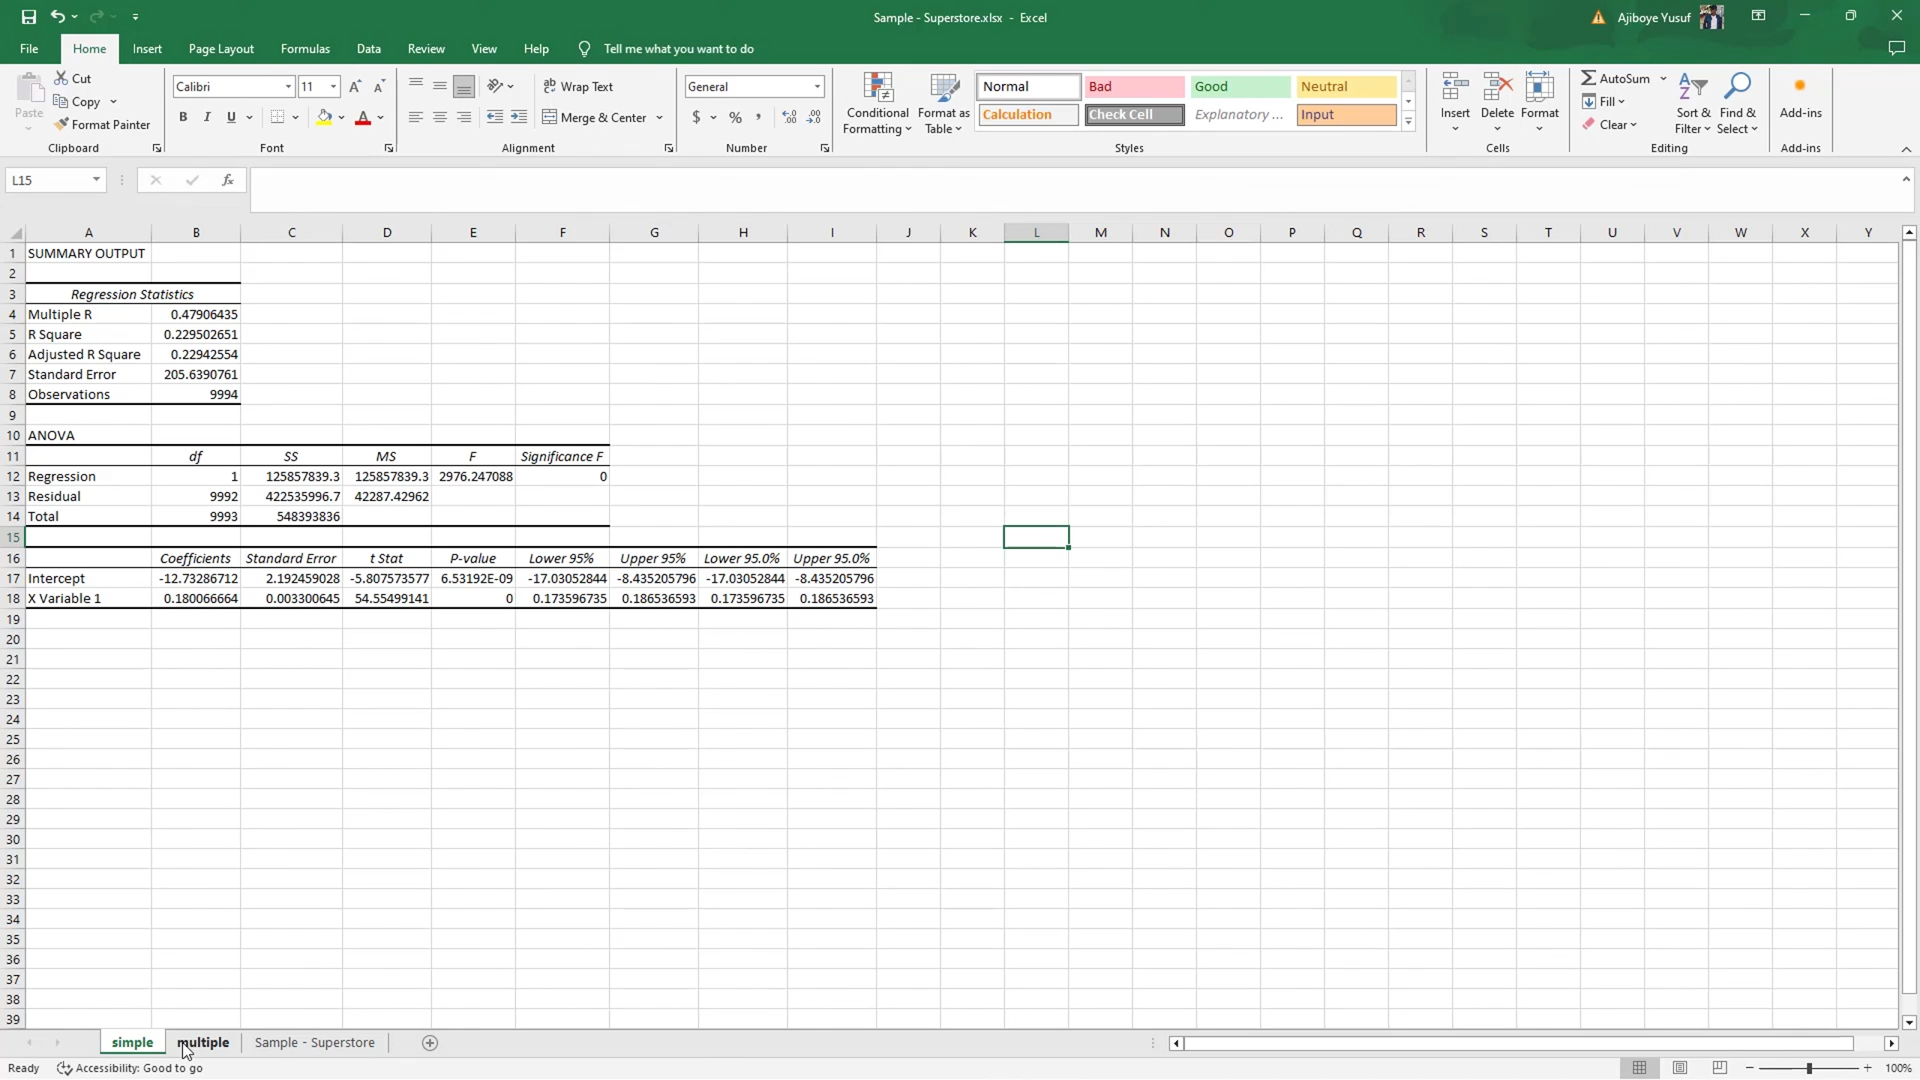 Sample - Superstore.xlsx - Excel
Ajiboye Yusuf
File Home Insert Page Layout Formulas Data Review View Help Tell me what you want to do
Paste
Cut
Copy
Format Painter
Clipboard
Calibri 11
B I U
Font
Wrap Text
Merge & Center
Alignment
General
$ % ,
Number
Conditional Formatting
Format as Table
Normal Bad Good Neutral
Calculation Check Cell Explanatory ... Input
Styles
Insert Delete Format
Cells
AutoSum
Fill
Clear
Sort & Filter
Find & Select
Editing
Add-ins
Add-ins
L15 fx
A B C D E F G H I J K L M N O P Q R S T U V W X Y
1 SUMMARY OUTPUT
2
3 Regression Statistics
4 Multiple R 0.47906435
5 R Square 0.229502651
6 Adjusted R Square 0.22942554
7 Standard Error 205.6390761
8 Observations 9994
9
10 ANOVA
11 df SS MS F Significance F
12 Regression 1 125857839.3 125857839.3 2976.247088 0
13 Residual 9992 422535996.7 42287.42962
14 Total 9993 548393836
15
16 Coefficients Standard Error t Stat P-value Lower 95% Upper 95% Lower 95.0% Upper 95.0%
17 Intercept -12.73286712 2.192459028 -5.807573577 6.53192E-09 -17.03052844 -8.435205796 -17.03052844 -8.435205796
18 X Variable 1 0.180066664 0.003300645 54.55499141 0 0.173596735 0.186536593 0.173596735 0.186536593
19
20
21
22
23
24
25
26
27
28
29
30
31
32
33
34
35
36
37
38
39
simple multiple Sample - Superstore
Ready Accessibility: Good to go 100%